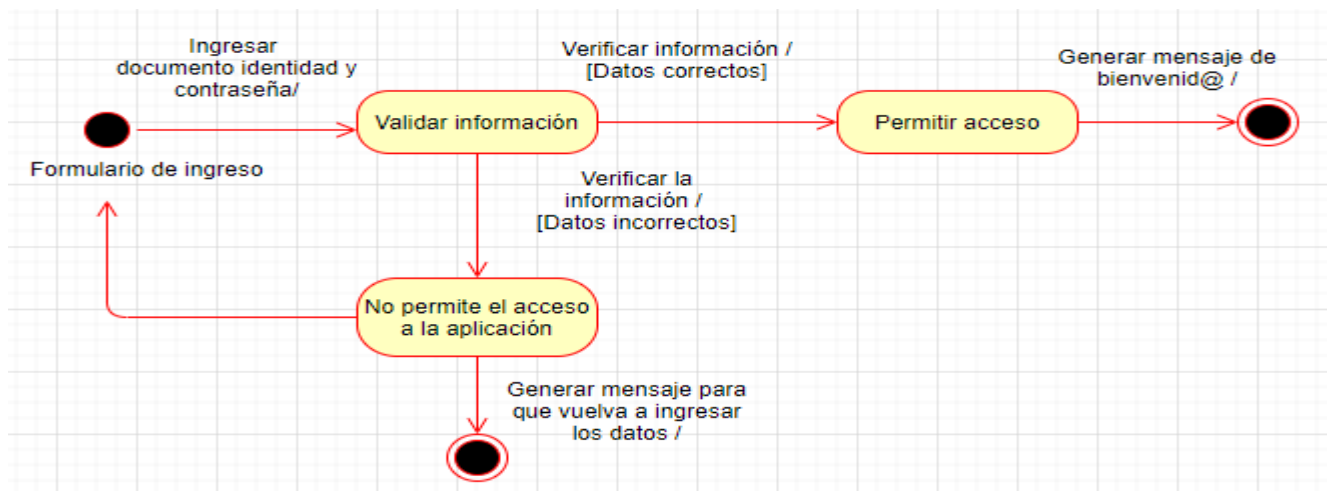 Ingresar
documento identidad y
contraseña/
Verificar información /
[Datos correctos]
Generar mensaje de
bienvenid@ /
Validar información
Permitir acceso
Formulario de ingreso
Verificar la
información /
[Datos incorrectos]
No permite el acceso
a la aplicación
Generar mensaje para
que vuelva a ingresar
los datos /